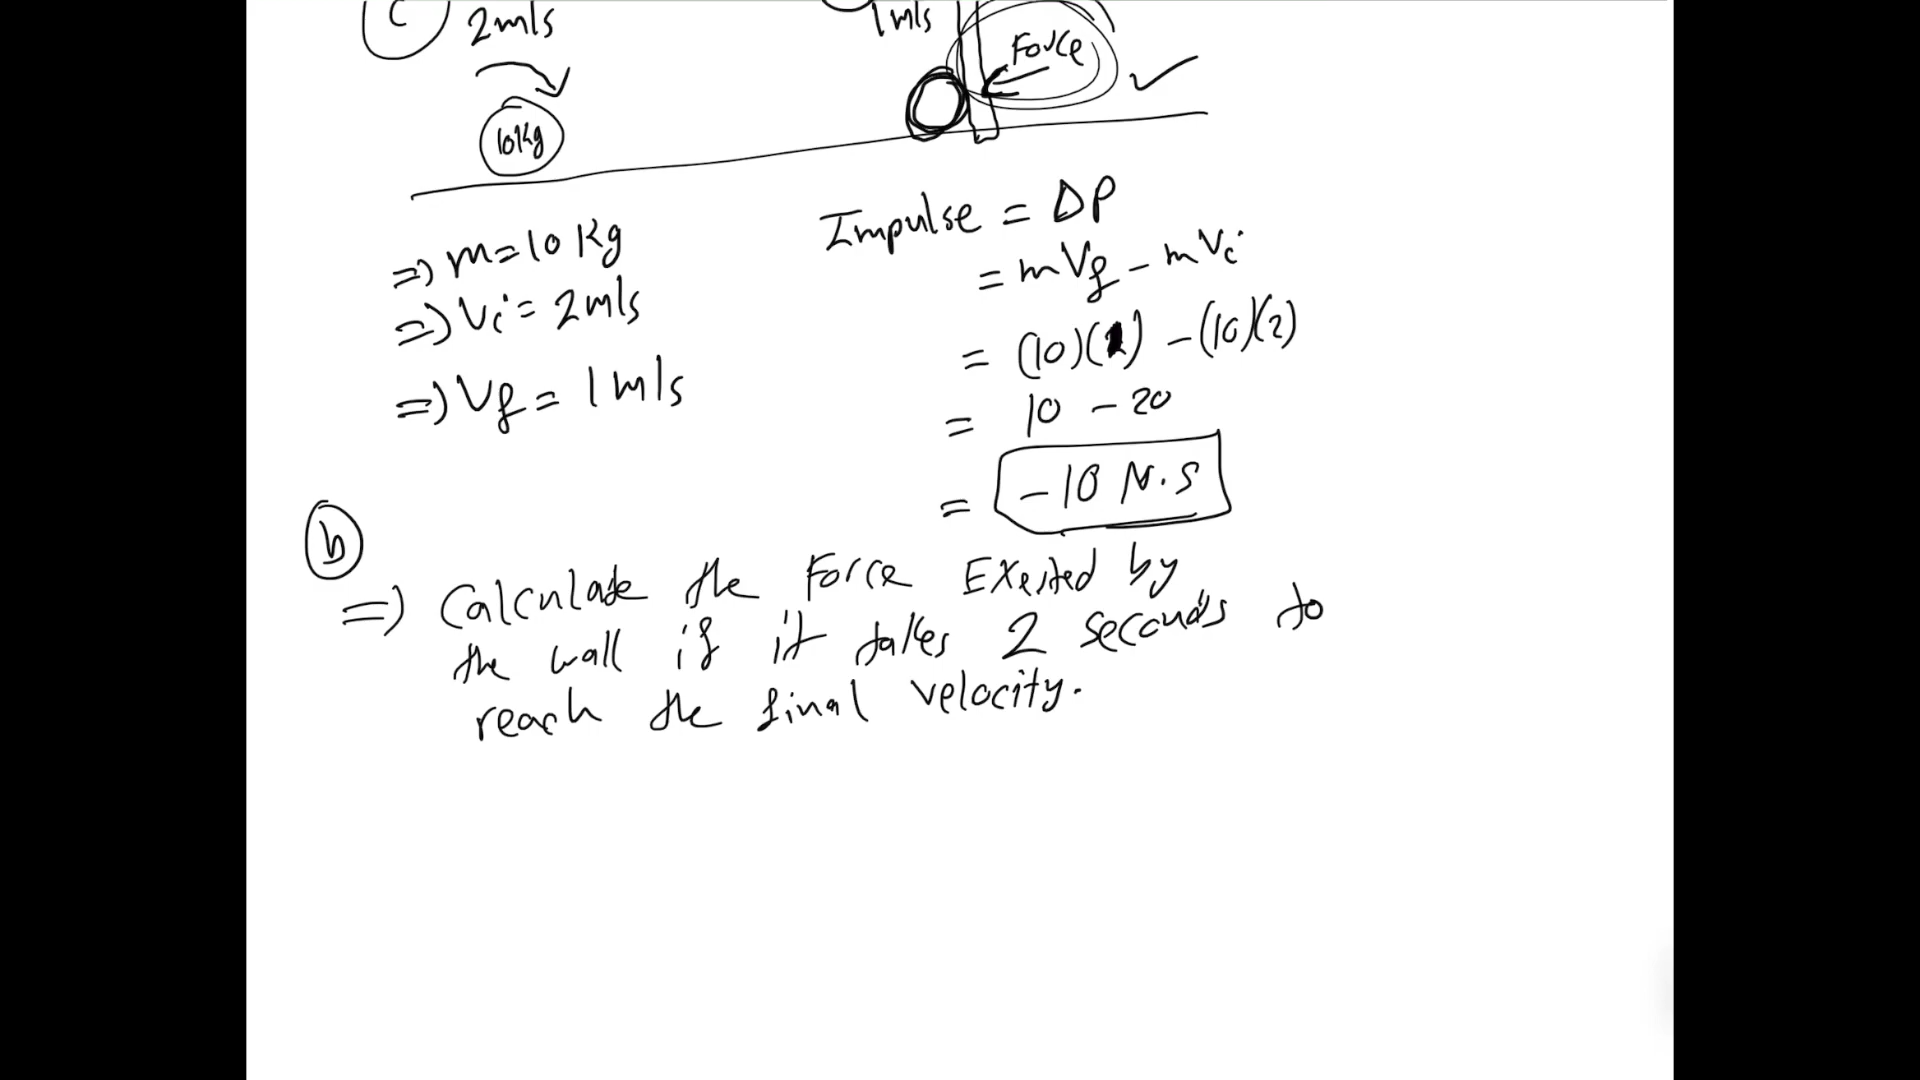 C 2m/s
1m/s
Force
10kg
Impulse = ΔP
=> m=10 Kg
= mVf - mVi
=> Vi = 2m/s
= (10)(1) - (10)(2)
=> Vf = 1m/s
= 10 - 20
= -10 N.S
b
=> Calculate the Force Exerted by
the wall if it takes 2 seconds to
reach the final velocity.